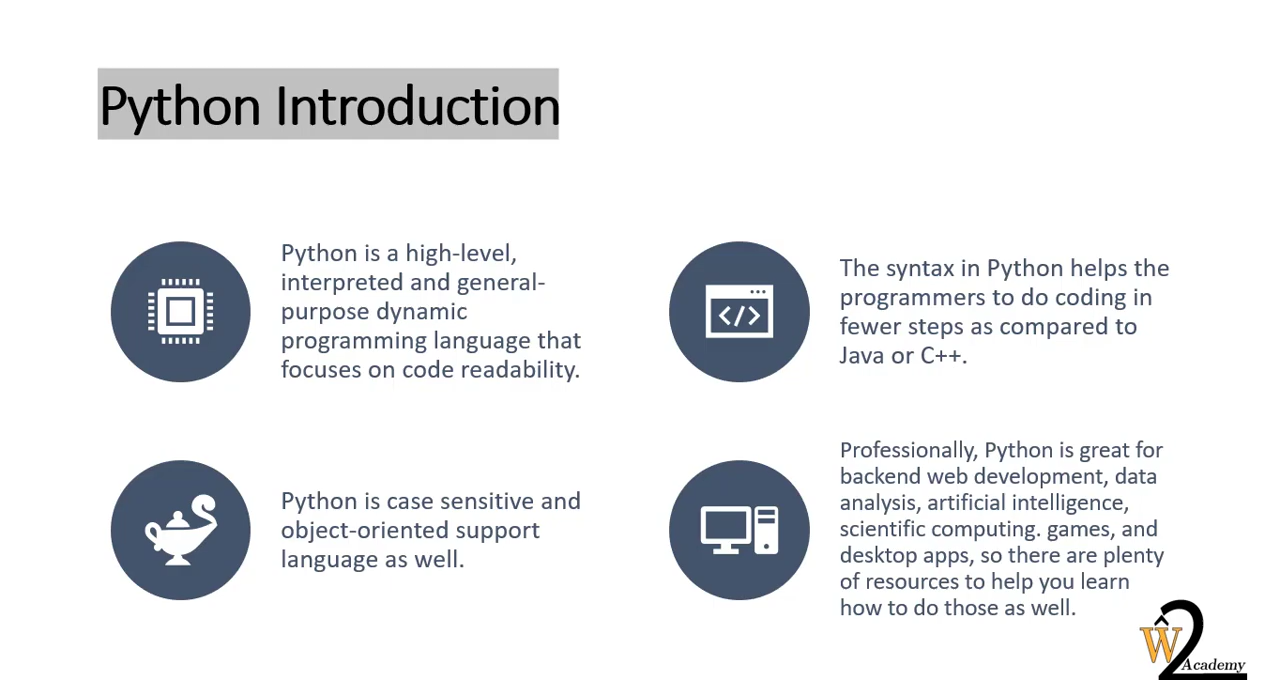 Python Introduction
Python is a high-level,
interpreted and general-
purpose dynamic
programming language that
focuses on code readability.
The syntax in Python helps the
programmers to do coding in
fewer steps as compared to
Java or C++.
Python is case sensitive and
object-oriented support
language as well.
Professionally, Python is great for
backend web development, data
analysis, artificial intelligence,
scientific computing. games, and
desktop apps, so there are plenty
of resources to help you learn
how to do those as well.
</>
W2
Academy